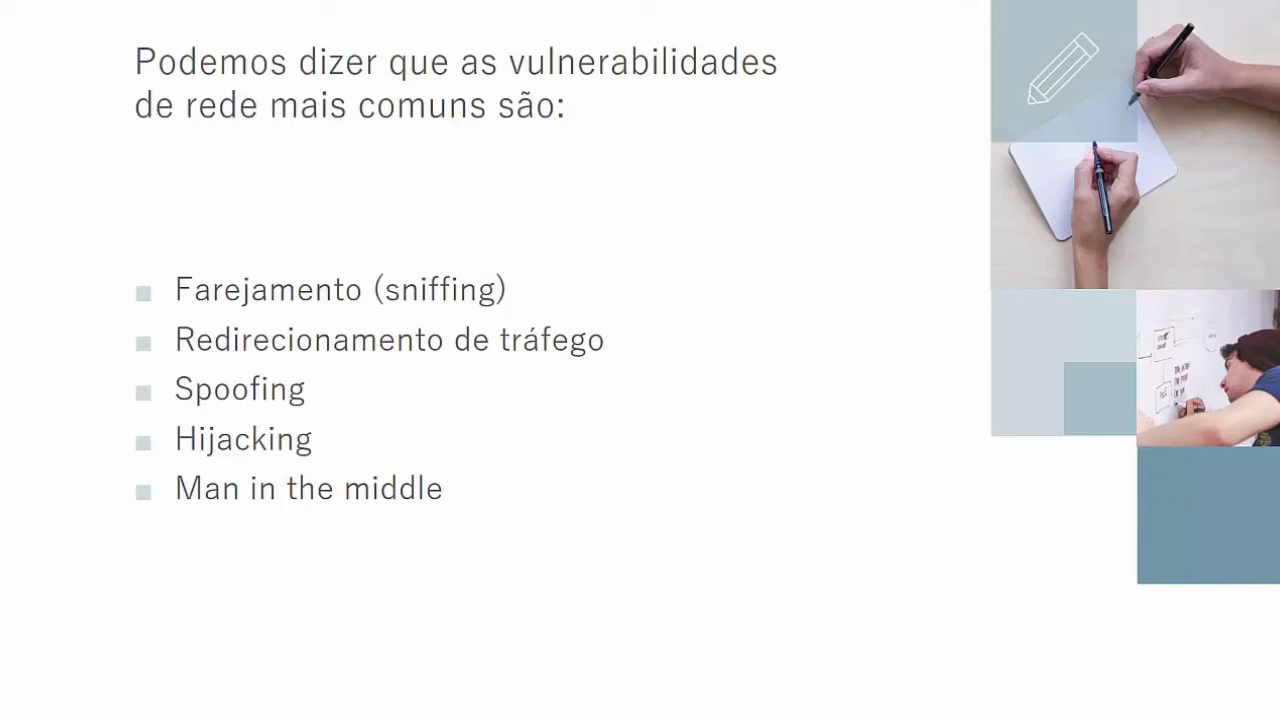 Podemos dizer que as vulnerabilidades
de rede mais comuns são:
Farejamento (sniffing)
Redirecionamento de tráfego
Spoofing
Hijacking
Man in the middle